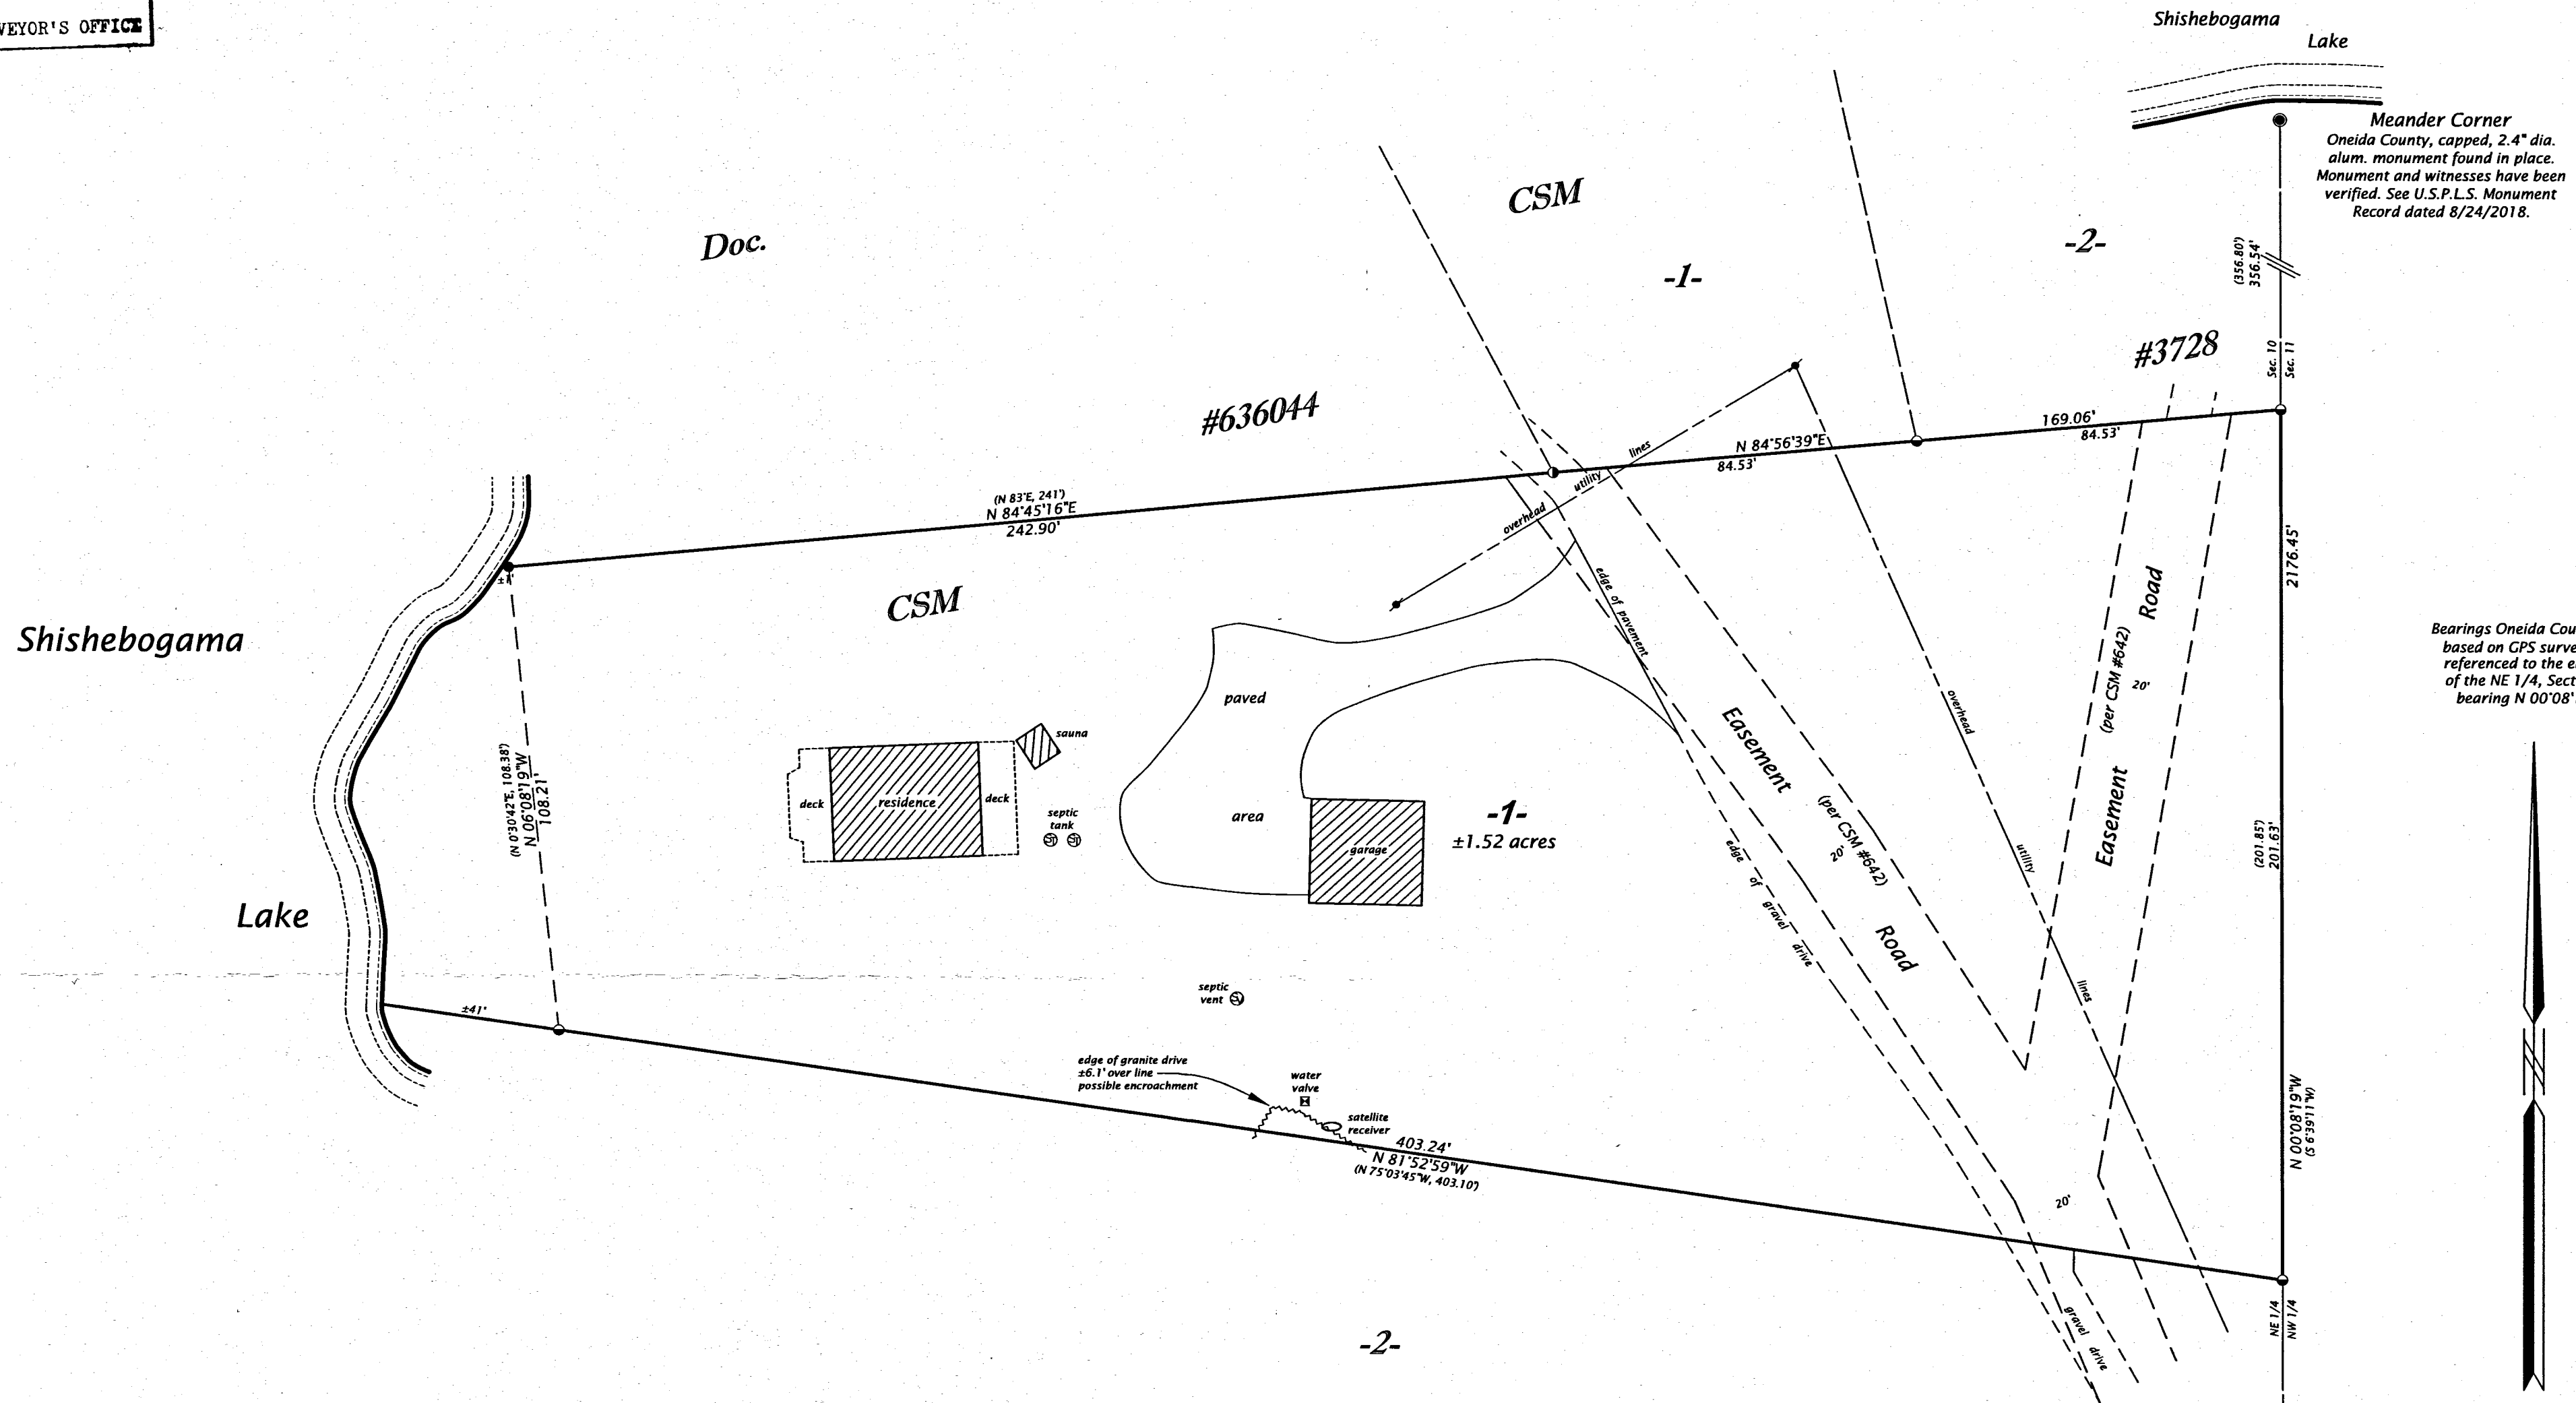 VEYOR'S OFFICE
Shishebogama
Lake
Meander Corner
Oneida County, capped, 2.4" dia.
alum. monument found in place.
Monument and witnesses have been
verified. See U.S.P.L.S. Monument
Record dated 8/24/2018.
Doc.
CSM
-1-
-2-
(356.80')
356.54'
#636044
#3728
Sec. 10
Sec. 11
169.06'
84.53'
N 84°56'39"E
84.53'
(N 83°E, 241')
N 84°45'16"E
242.90'
overhead
utility
lines
±1'
CSM
Shishebogama
Lake
(N 0°30'42"E, 108.38')
N 06°08'19"W
108.21'
deck
residence
deck
sauna
septic
tank
ST
ST
paved
area
garage
-1-
±1.52 acres
edge of pavement
Easement
(per CSM #642)
20'
Road
edge of gravel drive
overhead
utility
lines
Road
(per CSM #642)
20'
Easement
2176.45'
(201.85')
201.63'
N 00°08'19"W
(S 6°39'11"W)
Bearings Oneida Cou
based on GPS surve
referenced to the e
of the NE 1/4, Sect
bearing N 00°08'
±41'
septic
vent
SV
edge of granite drive
±6.1' over line
possible encroachment
water
valve
satellite
receiver
403.24'
N 81°52'59"W
(N 75°03'45"W, 403.10')
20'
gravel
drive
NE 1/4
NW 1/4
-2-